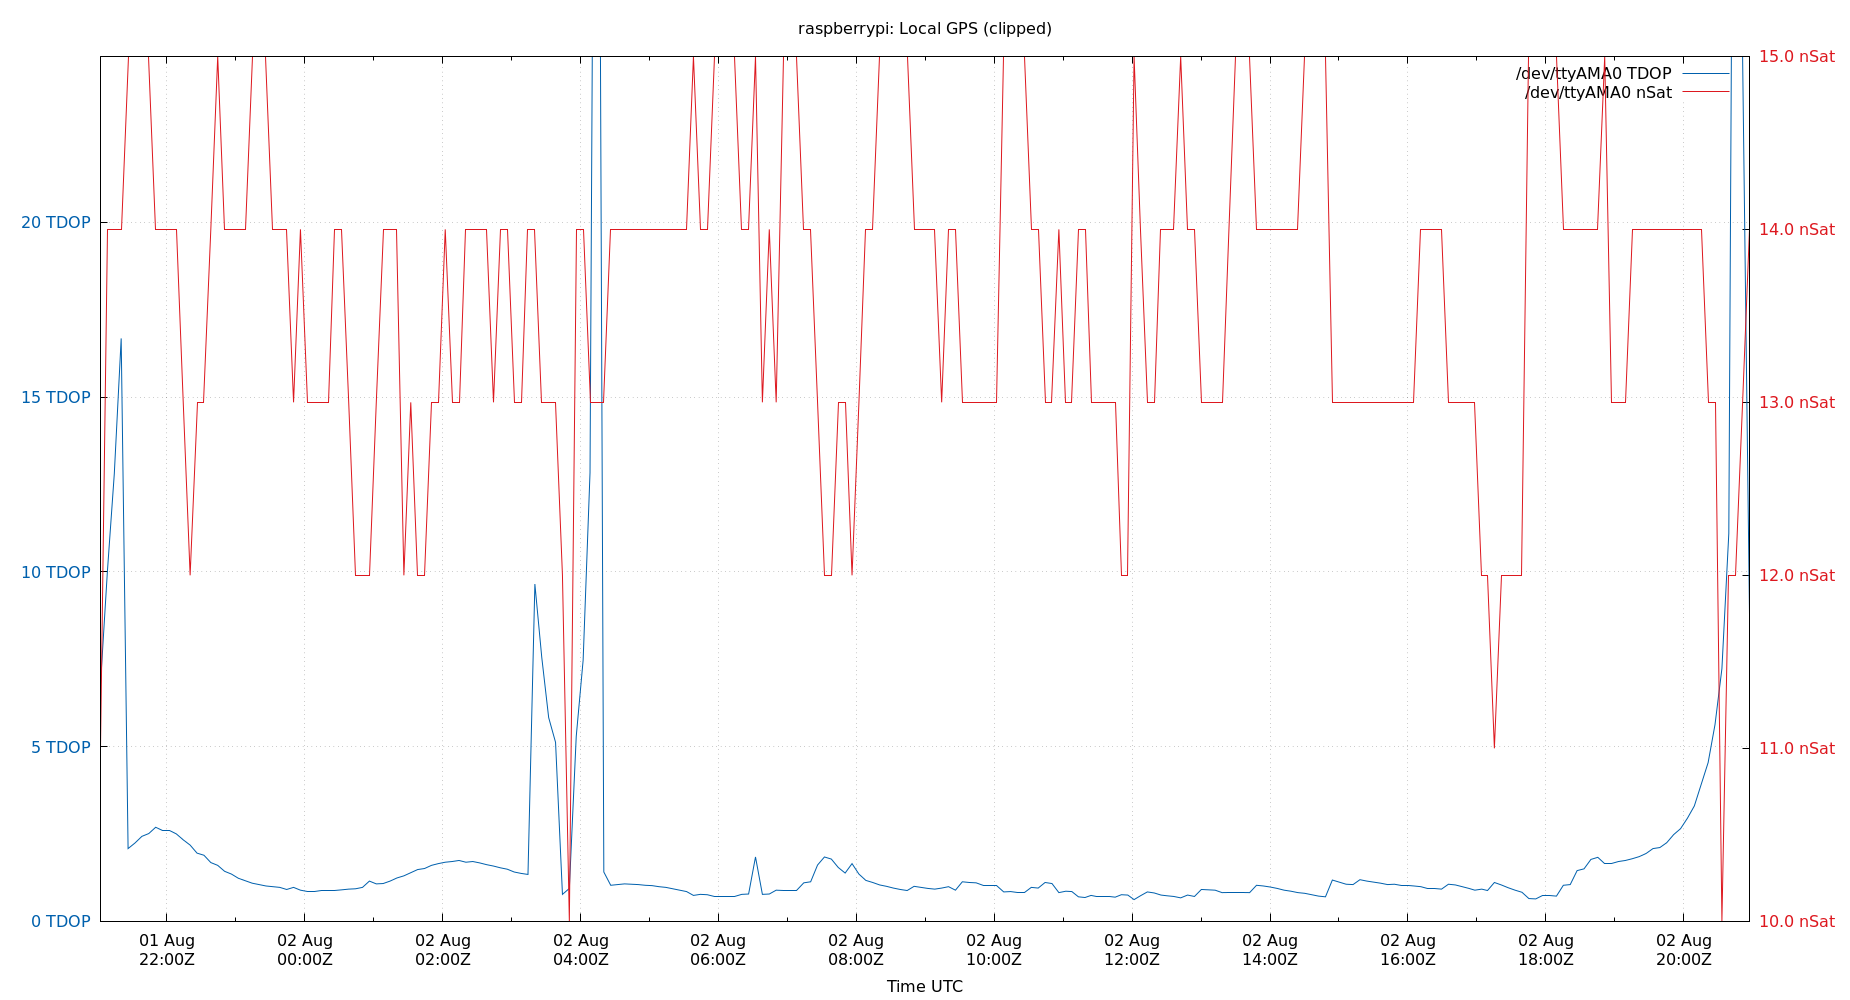 raspberrypi: Local GPS (clipped)
/dev/ttyAMA0 TDOP
/dev/ttyAMA0 nSat
20 TDOP
15 TDOP
10 TDOP
5 TDOP
0 TDOP
15.0 nSat
14.0 nSat
13.0 nSat
12.0 nSat
11.0 nSat
10.0 nSat
01 Aug 02 Aug 02 Aug 02 Aug 02 Aug 02 Aug 02 Aug 02 Aug 02 Aug 02 Aug 02 Aug 02 Aug
22:00Z 00:00Z 02:00Z 04:00Z 06:00Z 08:00Z 10:00Z 12:00Z 14:00Z 16:00Z 18:00Z 20:00Z
Time UTC